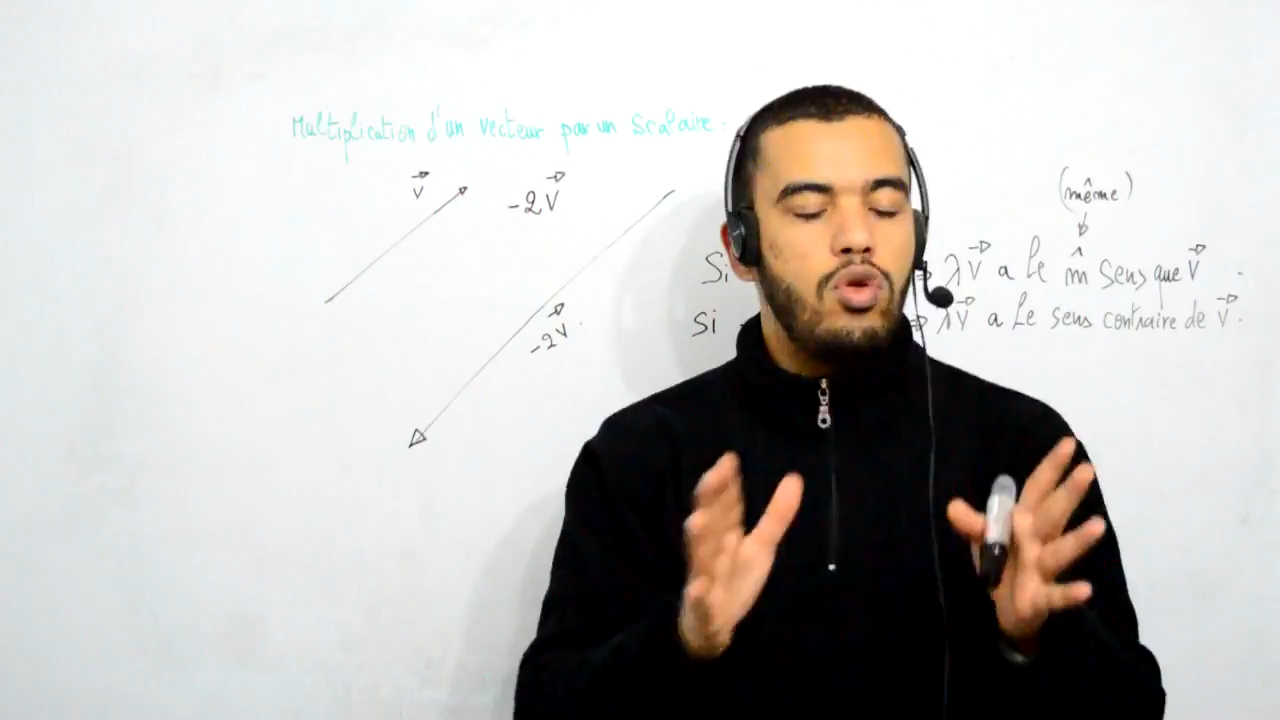 Multiplication d'un vecteur par un Scalaire.
v⃗
-2v⃗
-2v⃗.
(même)
Si ⇒ λv⃗ a le m̂ Sens que v⃗ .
si - ⇒ λv⃗ a le sens contraire de v⃗.